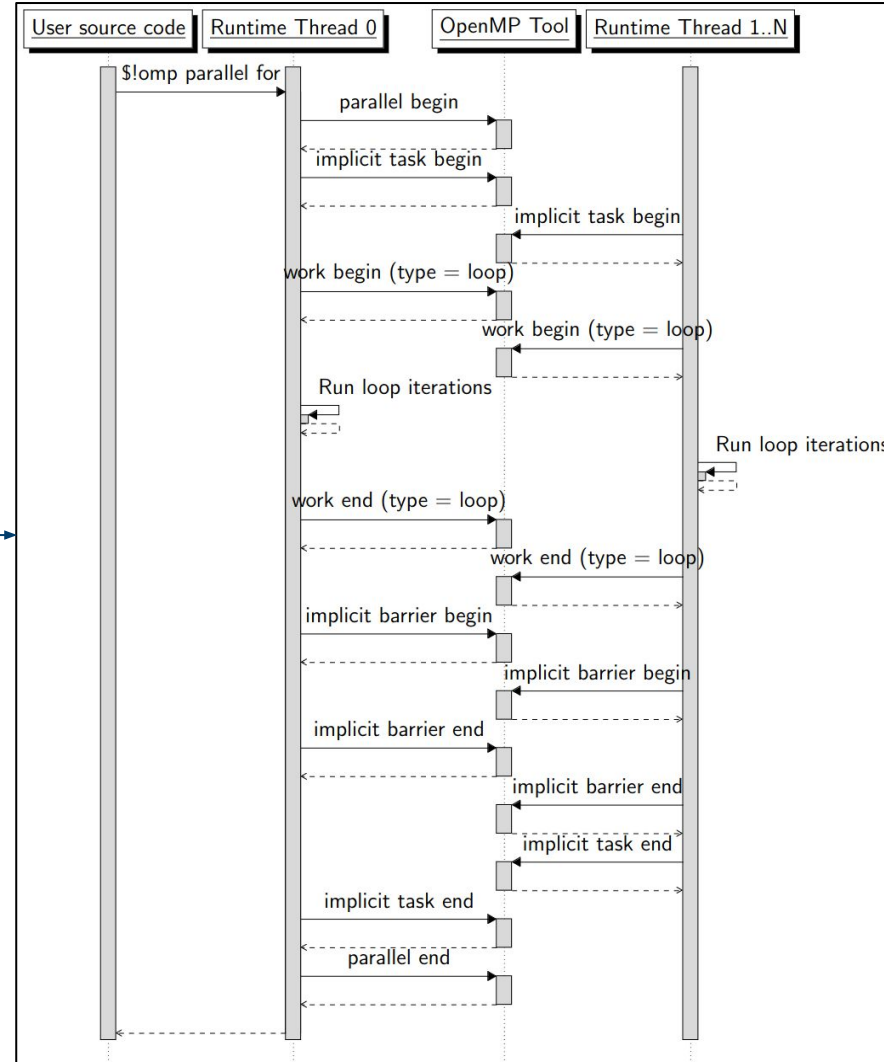 User source code
Runtime Thread 0
OpenMP Tool
Runtime Thread 1..N
$!omp parallel for
parallel begin
implicit task begin
implicit task begin
work begin (type = loop)
work begin (type = loop)
Run loop iterations
Run loop iterations
work end (type = loop)
work end (type = loop)
implicit barrier begin
implicit barrier begin
implicit barrier end
implicit barrier end
implicit task end
implicit task end
parallel end